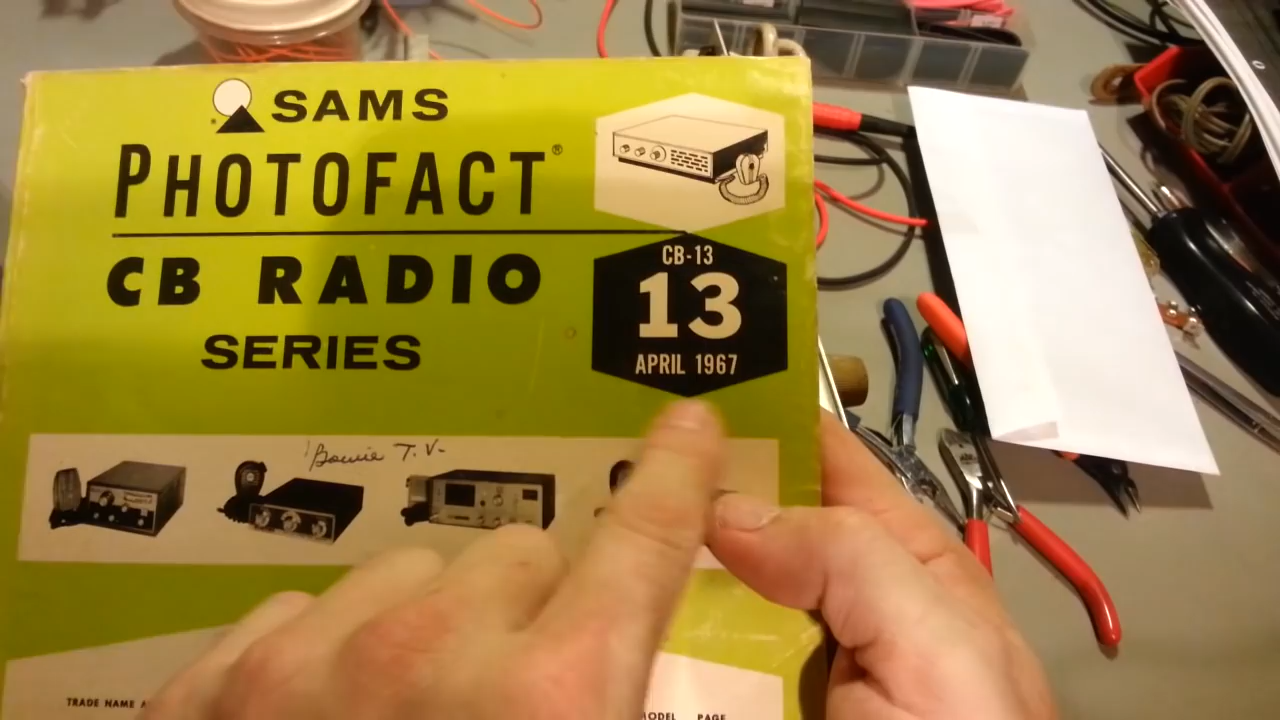 SAMS
PHOTOFACT®
CB RADIO
SERIES
CB-13
13
APRIL 1967
Bowie T.V.
TRADE NAME
MODEL PAGE